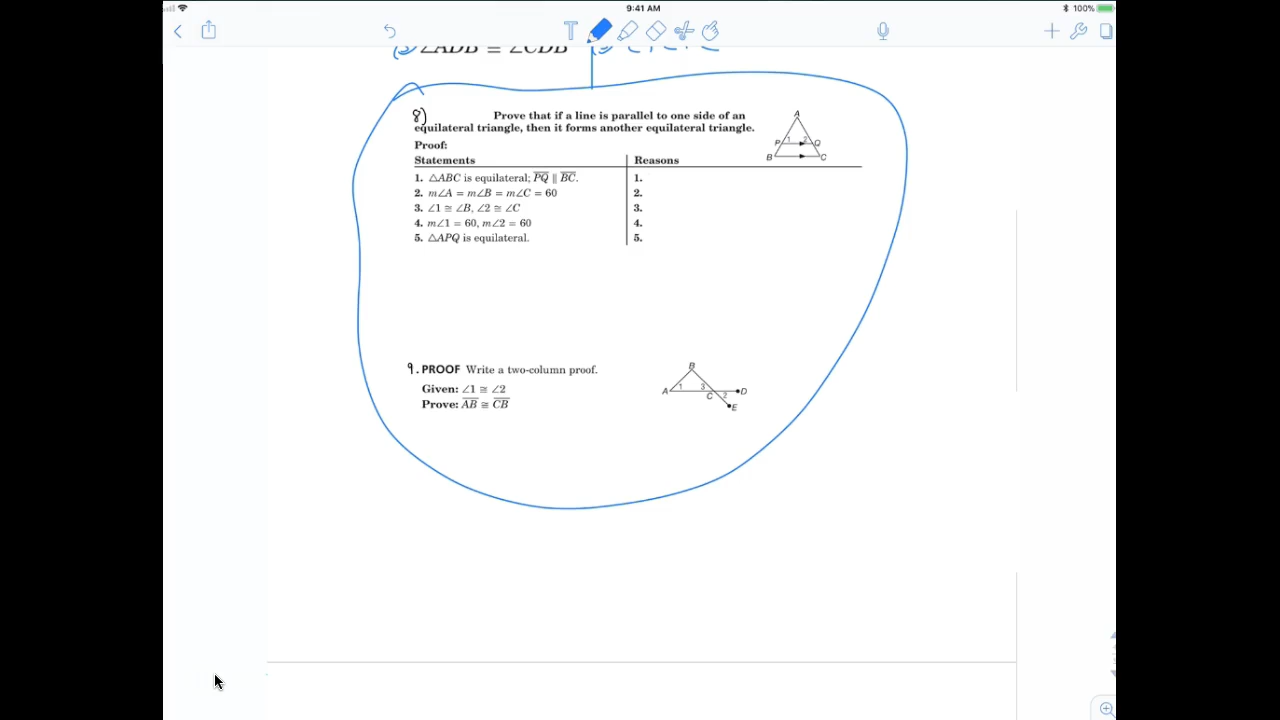 9:41 AM
100%
T
∠ADB ≅ ∠CDB
8) Prove that if a line is parallel to one side of an
equilateral triangle, then it forms another equilateral triangle.
Proof:
Statements Reasons
1. △ABC is equilateral; PQ ∥ BC. 1.
2. m∠A = m∠B = m∠C = 60 2.
3. ∠1 ≅ ∠B, ∠2 ≅ ∠C 3.
4. m∠1 = 60, m∠2 = 60 4.
5. △APQ is equilateral. 5.
A
P 1 2 Q
B C
9. PROOF Write a two-column proof.
Given: ∠1 ≅ ∠2
Prove: AB ≅ CB
B
A 1 3 C 2 D
E